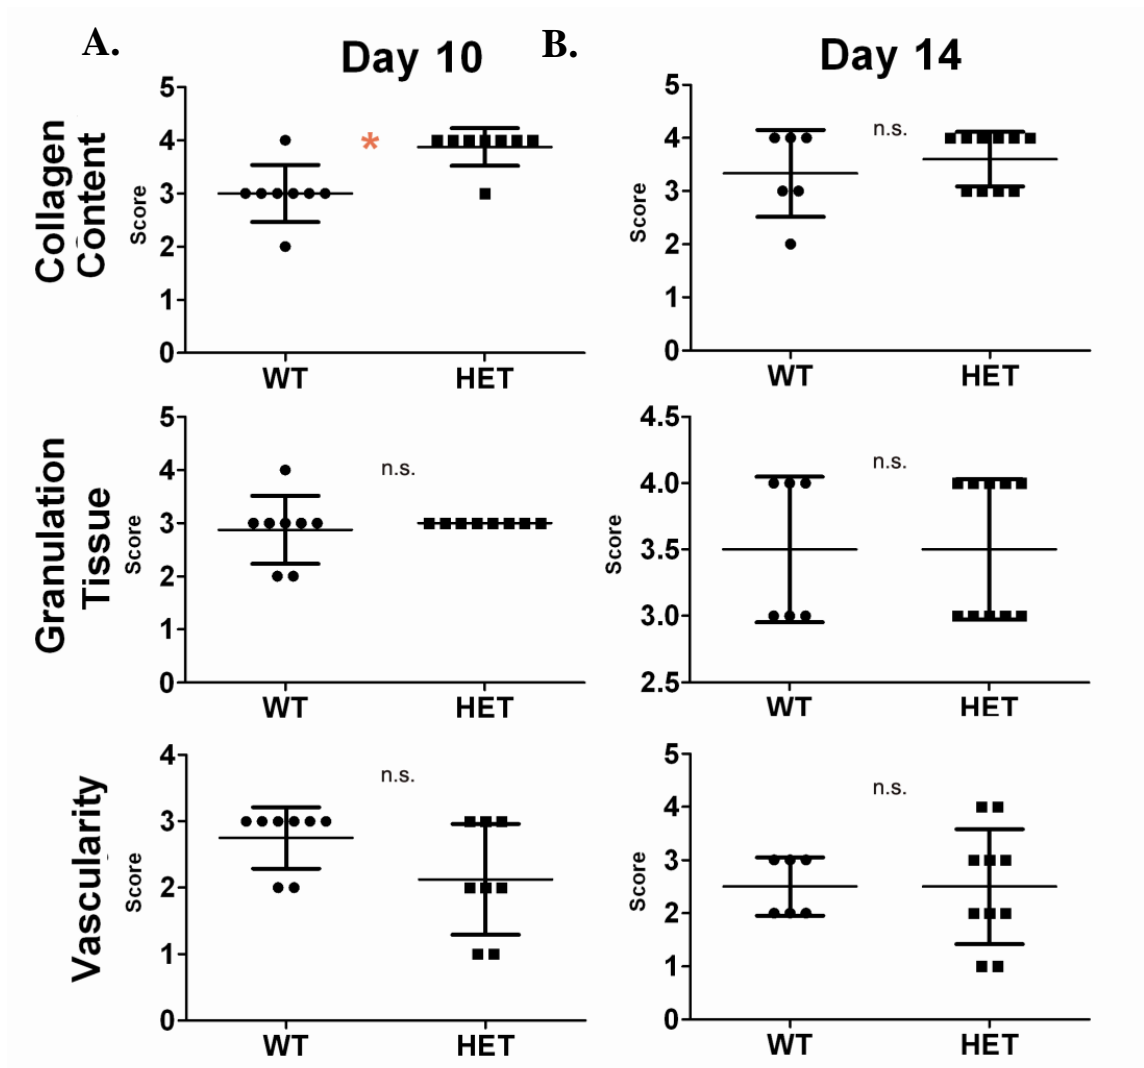 A.
Day 10
B.
Day 14
Collagen
Content
Score
5
4
3
2
1
0
*
WT
HET
Score
5
4
3
2
1
0
n.s.
WT
HET
Granulation
Tissue
Score
5
4
3
2
1
0
n.s.
WT
HET
Score
4.5
4.0
3.5
3.0
2.5
n.s.
WT
HET
Vascularity
Score
4
3
2
1
0
n.s.
WT
HET
Score
5
4
3
2
1
0
n.s.
WT
HET